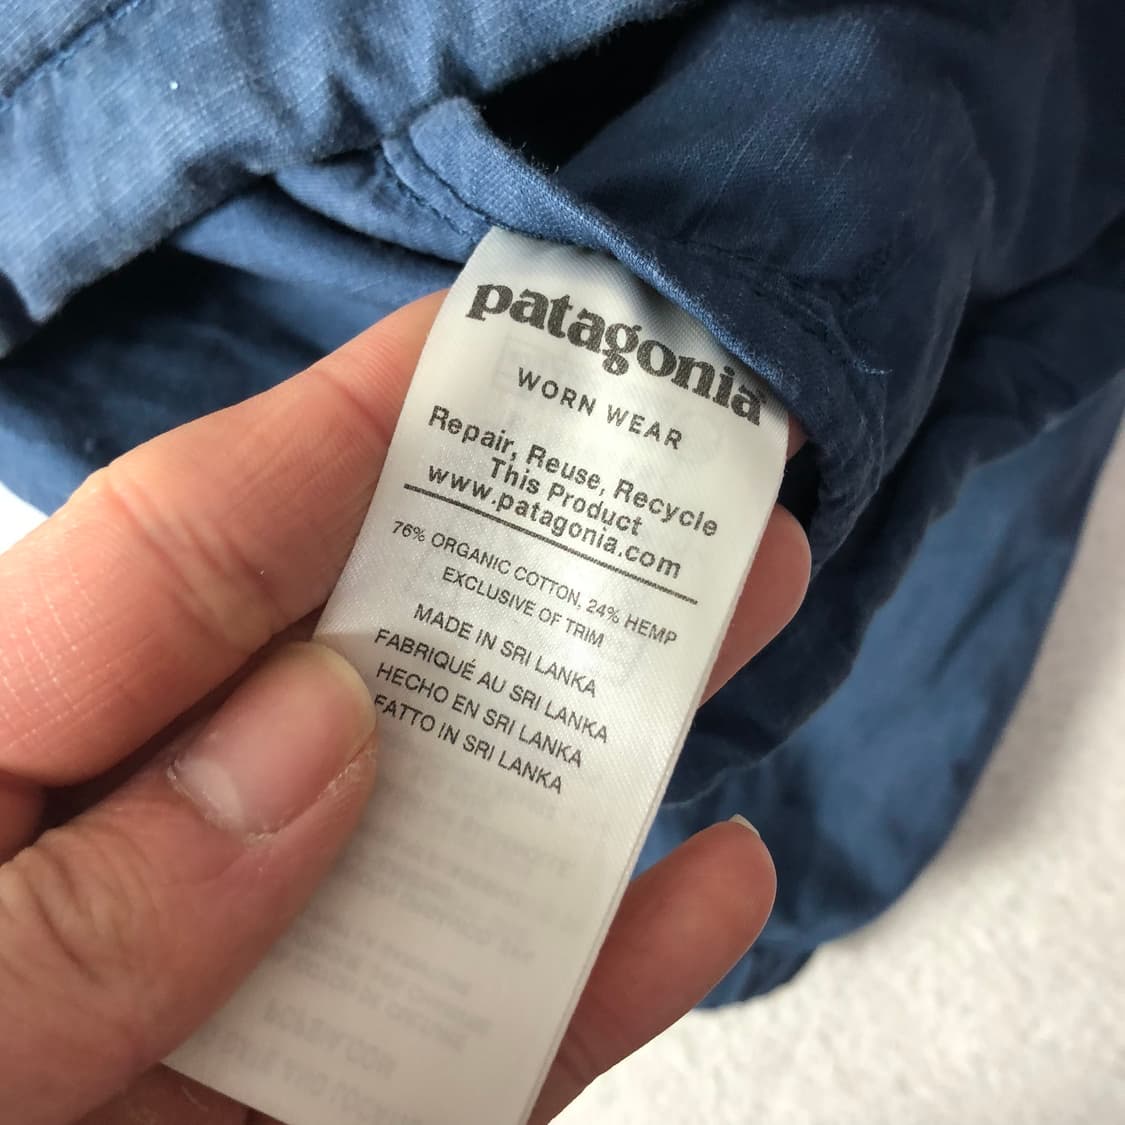 patagonia
WORN WEAR
Repair, Reuse, Recycle
This Product
www.patagonia.com
76% ORGANIC COTTON, 24% HEMP
EXCLUSIVE OF TRIM
MADE IN SRI LANKA
FABRIQUÉ AU SRI LANKA
HECHO EN SRI LANKA
FATTO IN SRI LANKA